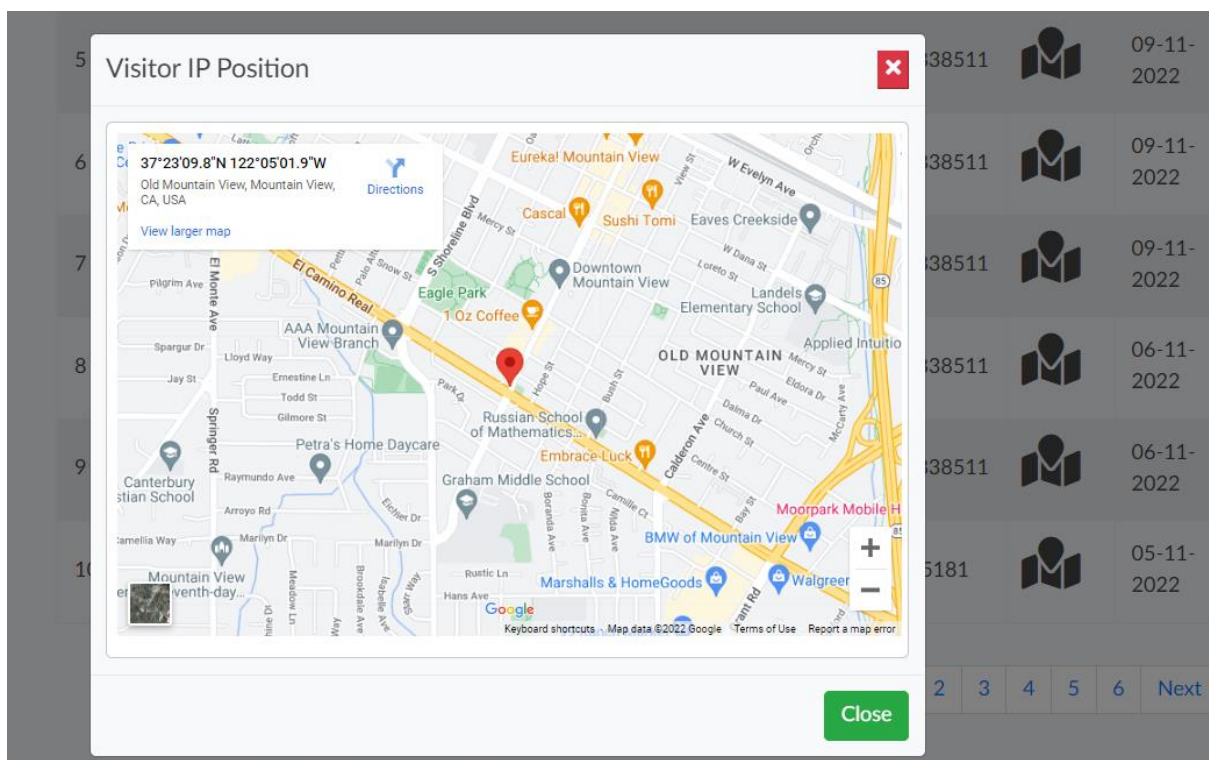 5
Visitor IP Position
338511
09-11-
2022
37°23'09.8"N 122°05'01.9"W
Old Mountain View, Mountain View,
CA, USA
Directions
View larger map
Eureka! Mountain View
View St
W Evelyn Ave
6
338511
09-11-
2022
Cascal
Sushi Tomi
Eaves Creekside
S Shoreline Blvd
Mercy St
W Dana St
Loreto St
7
338511
09-11-
2022
Pilgrim Ave
El Monte Ave
El Camino Real
Palo Alto
Snow St
Downtown
Mountain View
85
Eagle Park
Landels
Elementary School
1 Oz Coffee
AAA Mountain
View Branch
Applied Intuitio
8
338511
06-11-
2022
Spargur Dr
Lloyd Way
OLD MOUNTAIN
VIEW
Mercy St
Eldora Dr
Jay St
Ernestine Ln
Park Dr
Hope St
Bush St
Paul Ave
Todd St
Gilmore St
Springer Rd
Russian School
of Mathematics...
Dalma Dr
Church St
McCarty Ave
9
338511
06-11-
2022
Petra's Home Daycare
Embrace Luck
Calderon Ave
Centre St
Canterbury
stian School
Raymundo Ave
Graham Middle School
Eichler Dr
Boranda Ave
Bonita Ave
Nilda Ave
Camille Ct
Bay St
Arroyo Rd
Moorpark Mobile H
Camellia Way
Marilyn Dr
Marilyn Dr
BMW of Mountain View
+
10
5181
05-11-
2022
Mountain View
venth-day...
Meadow Ln
Brookdale Ave
Isabelle Ave
Starr Way
Rustic Ln
Hans Ave
Marshalls & HomeGoods
Walgreer
−
Grant Rd
Google
Keyboard shortcuts
Map data ©2022 Google
Terms of Use
Report a map error
2 3 4 5 6 Next
Close